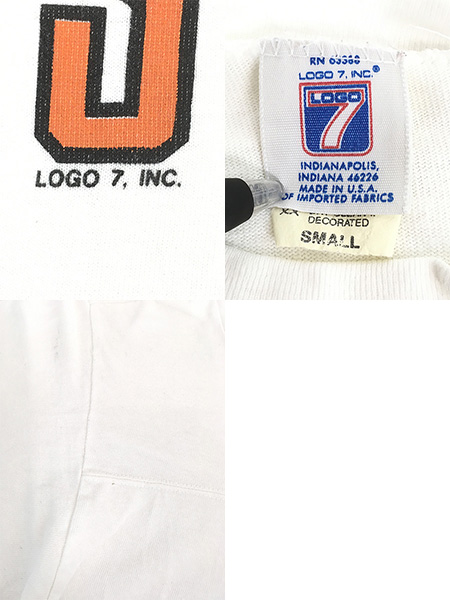 LOGO 7, INC.
RN 63366
LOGO 7, INC.®
LOGO
7
INDIANAPOLIS,
INDIANA 46226
MADE IN U.S.A.
OF IMPORTED FABRICS
DECORATED
SMALL